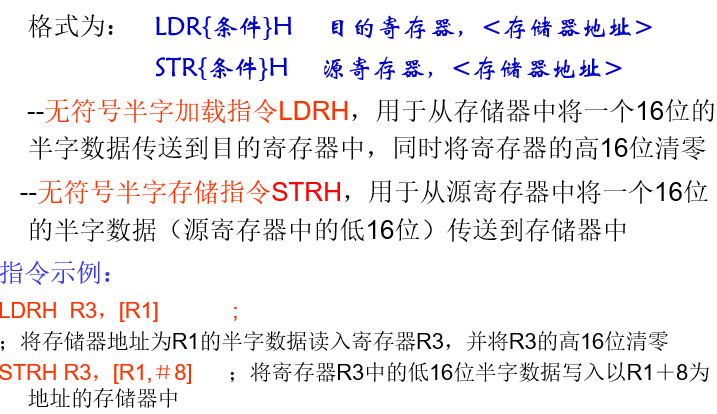 格式为： LDR{条件}H 目的寄存器，<存储器地址>
STR{条件}H 源寄存器，<存储器地址>
--无符号半字加载指令LDRH，用于从存储器中将一个16位的
半字数据传送到目的寄存器中，同时将寄存器的高16位清零
--无符号半字存储指令STRH，用于从源寄存器中将一个16位
的半字数据（源寄存器中的低16位）传送到存储器中
指令示例：
LDRH R3，[R1] ;
；将存储器地址为R1的半字数据读入寄存器R3，并将R3的高16位清零
STRH R3，[R1,＃8] ；将寄存器R3中的低16位半字数据写入以R1＋8为
地址的存储器中